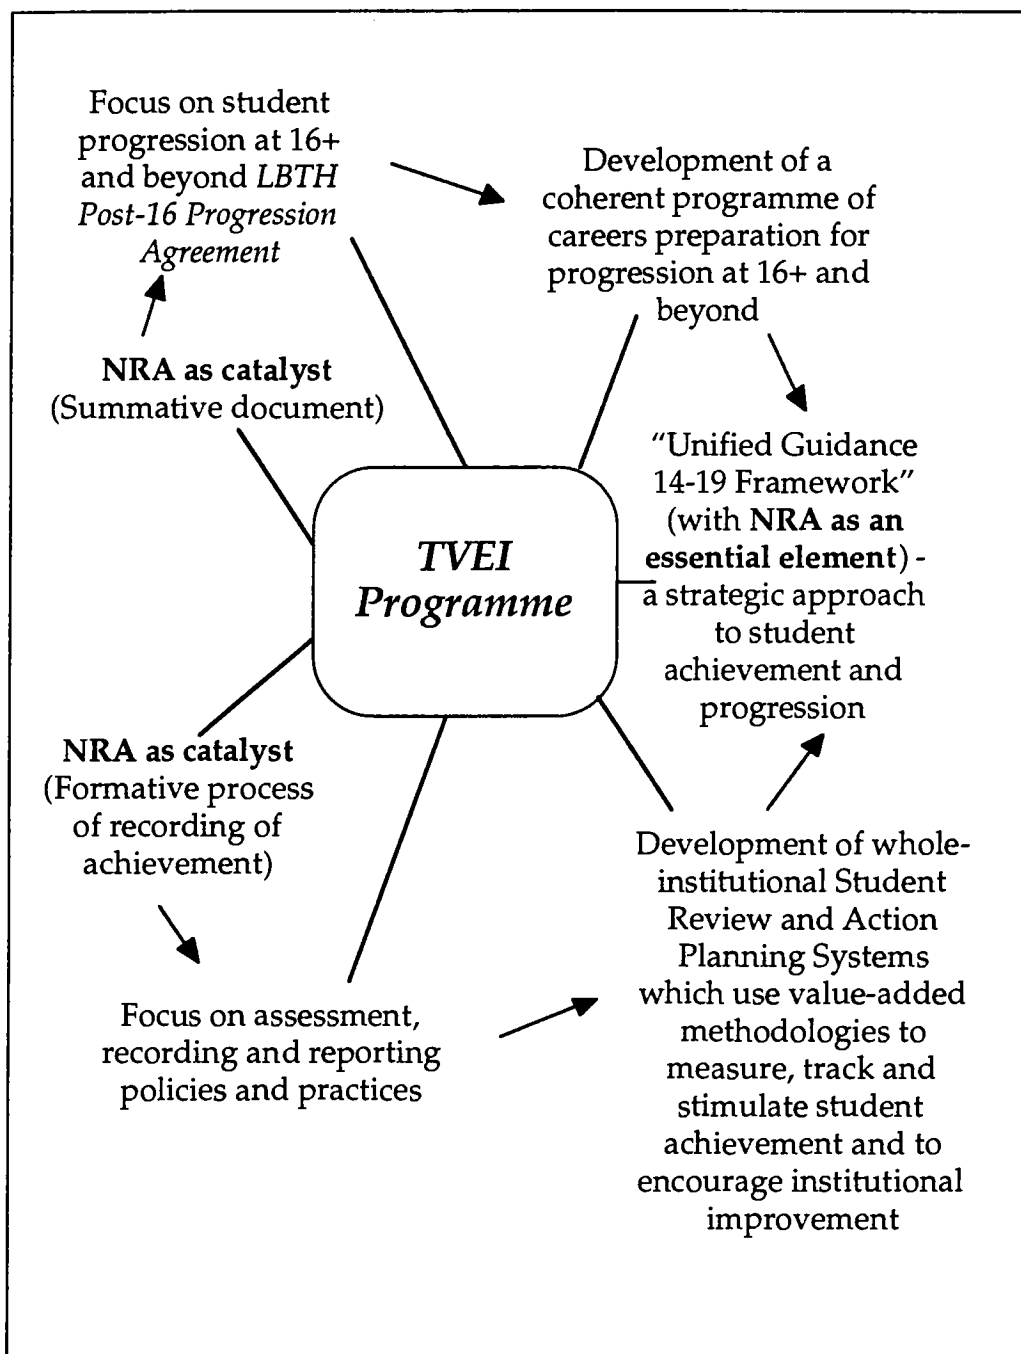 Focus on student
progression at 16+
and beyond LBTH
Post-16 Progression
Agreement
Development of a
coherent programme of
careers preparation for
progression at 16+ and
beyond
NRA as catalyst
(Summative document)
"Unified Guidance
14-19 Framework"
(with NRA as an
essential element) -
a strategic approach
to student
achievement and
progression
TVEI
Programme
NRA as catalyst
(Formative process
of recording of
achievement)
Focus on assessment,
recording and reporting
policies and practices
Development of whole-
institutional Student
Review and Action
Planning Systems
which use value-added
methodologies to
measure, track and
stimulate student
achievement and to
encourage institutional
improvement